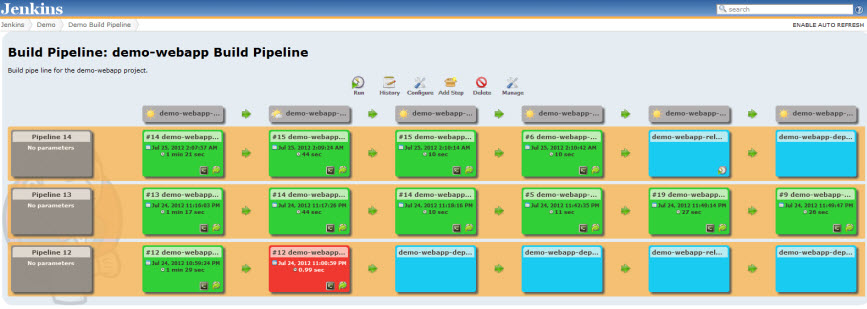 Jenkins
search
Jenkins Demo Demo Build Pipeline
ENABLE AUTO REFRESH
Build Pipeline: demo-webapp Build Pipeline
Build pipe line for the demo-webapp project.
Run History Configure Add Step Delete Manage
demo-webapp-... demo-webapp-... demo-webapp-... demo-webapp-... demo-webapp-... demo-webapp-...
Pipeline 14
No parameters
#14 demo-webapp...
Jul 25, 2012 2:07:37 AM
1 min 21 sec
#15 demo-webapp...
Jul 25, 2012 2:09:24 AM
44 sec
#15 demo-webapp...
Jul 25, 2012 2:10:14 AM
10 sec
#6 demo-webapp-...
Jul 25, 2012 2:10:42 AM
10 sec
demo-webapp-rel...
demo-webapp-dep...
Pipeline 13
No parameters
#13 demo-webapp...
Jul 24, 2012 11:16:03 PM
1 min 17 sec
#14 demo-webapp...
Jul 24, 2012 11:17:26 PM
44 sec
#14 demo-webapp...
Jul 24, 2012 11:18:16 PM
10 sec
#5 demo-webapp-...
Jul 24, 2012 11:43:35 PM
11 sec
#19 demo-webapp...
Jul 24, 2012 11:49:14 PM
27 sec
#9 demo-webapp-...
Jul 24, 2012 11:49:47 PM
20 sec
Pipeline 12
No parameters
#12 demo-webapp...
Jul 24, 2012 10:59:24 PM
1 min 29 sec
#12 demo-webapp...
Jul 24, 2012 11:00:59 PM
0.99 sec
demo-webapp-dep...
demo-webapp-dep...
demo-webapp-rel...
demo-webapp-dep...